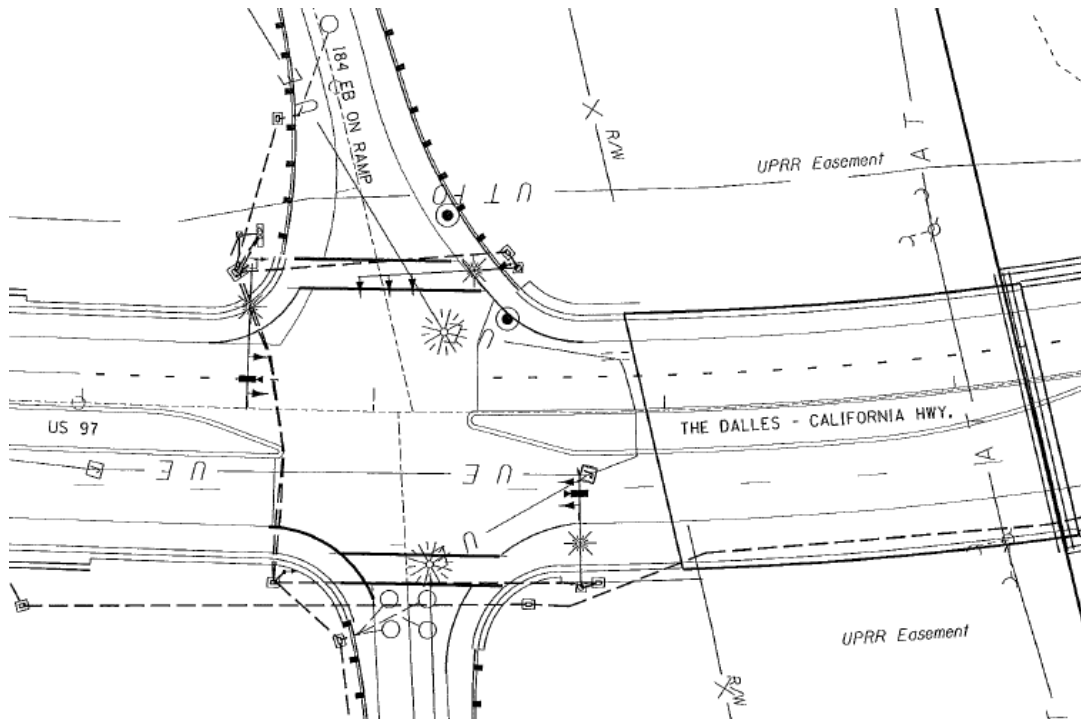 184 EB ON RAMP
X R/W
T
A
UPRR Easement
U
U T F O
U
US 97
THE DALLES - CALIFORNIA HWY.
U E
U E
U
A
UPRR Easement
X R/W
T